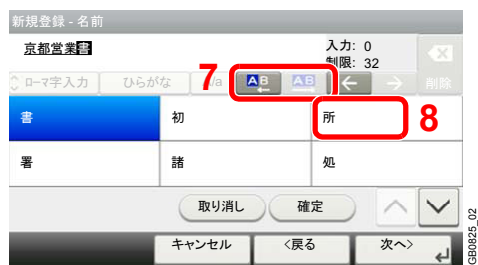 新規登録 - 名前
京都営業書
入力: 0
制限: 32
ローマ字入力 ひらがな a/a AB AB 削除
7
書 初 所
8
署 諸 処
取り消し 確定
キャンセル <戻る 次へ>
GB0825_02